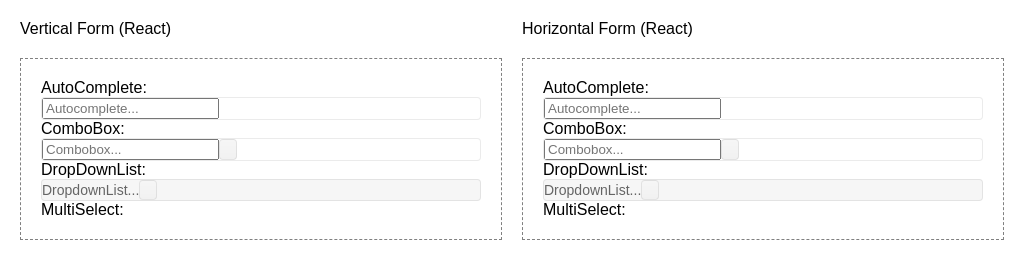 Vertical Form (React)
AutoComplete:
Autocomplete...
ComboBox:
Combobox...
DropDownList:
DropdownList...
MultiSelect:
Horizontal Form (React)
AutoComplete:
Autocomplete...
ComboBox:
Combobox...
DropDownList:
DropdownList...
MultiSelect: